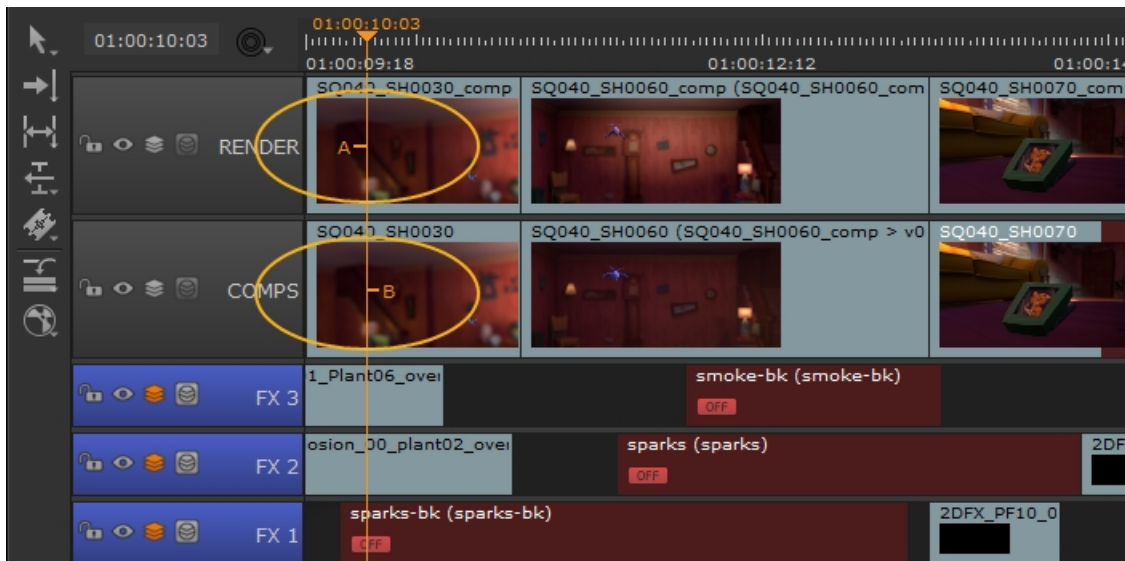 01:00:10:03
01:00:10:03
01:00:09:18
01:00:12:12
01:00:1
SQ040_SH0030_comp
SQ040_SH0060_comp (SQ040_SH0060_com
SQ040_SH0070_com
RENDER
A
SQ040_SH0030
SQ040_SH0060 (SQ040_SH0060_comp > v0
SQ040_SH0070
COMPS
B
1_Plant06_over
smoke-bk (smoke-bk)
FX 3
OFF
osion_00_plant02_over
sparks (sparks)
2DF
FX 2
OFF
sparks-bk (sparks-bk)
2DFX_PF10_0
FX 1
OFF